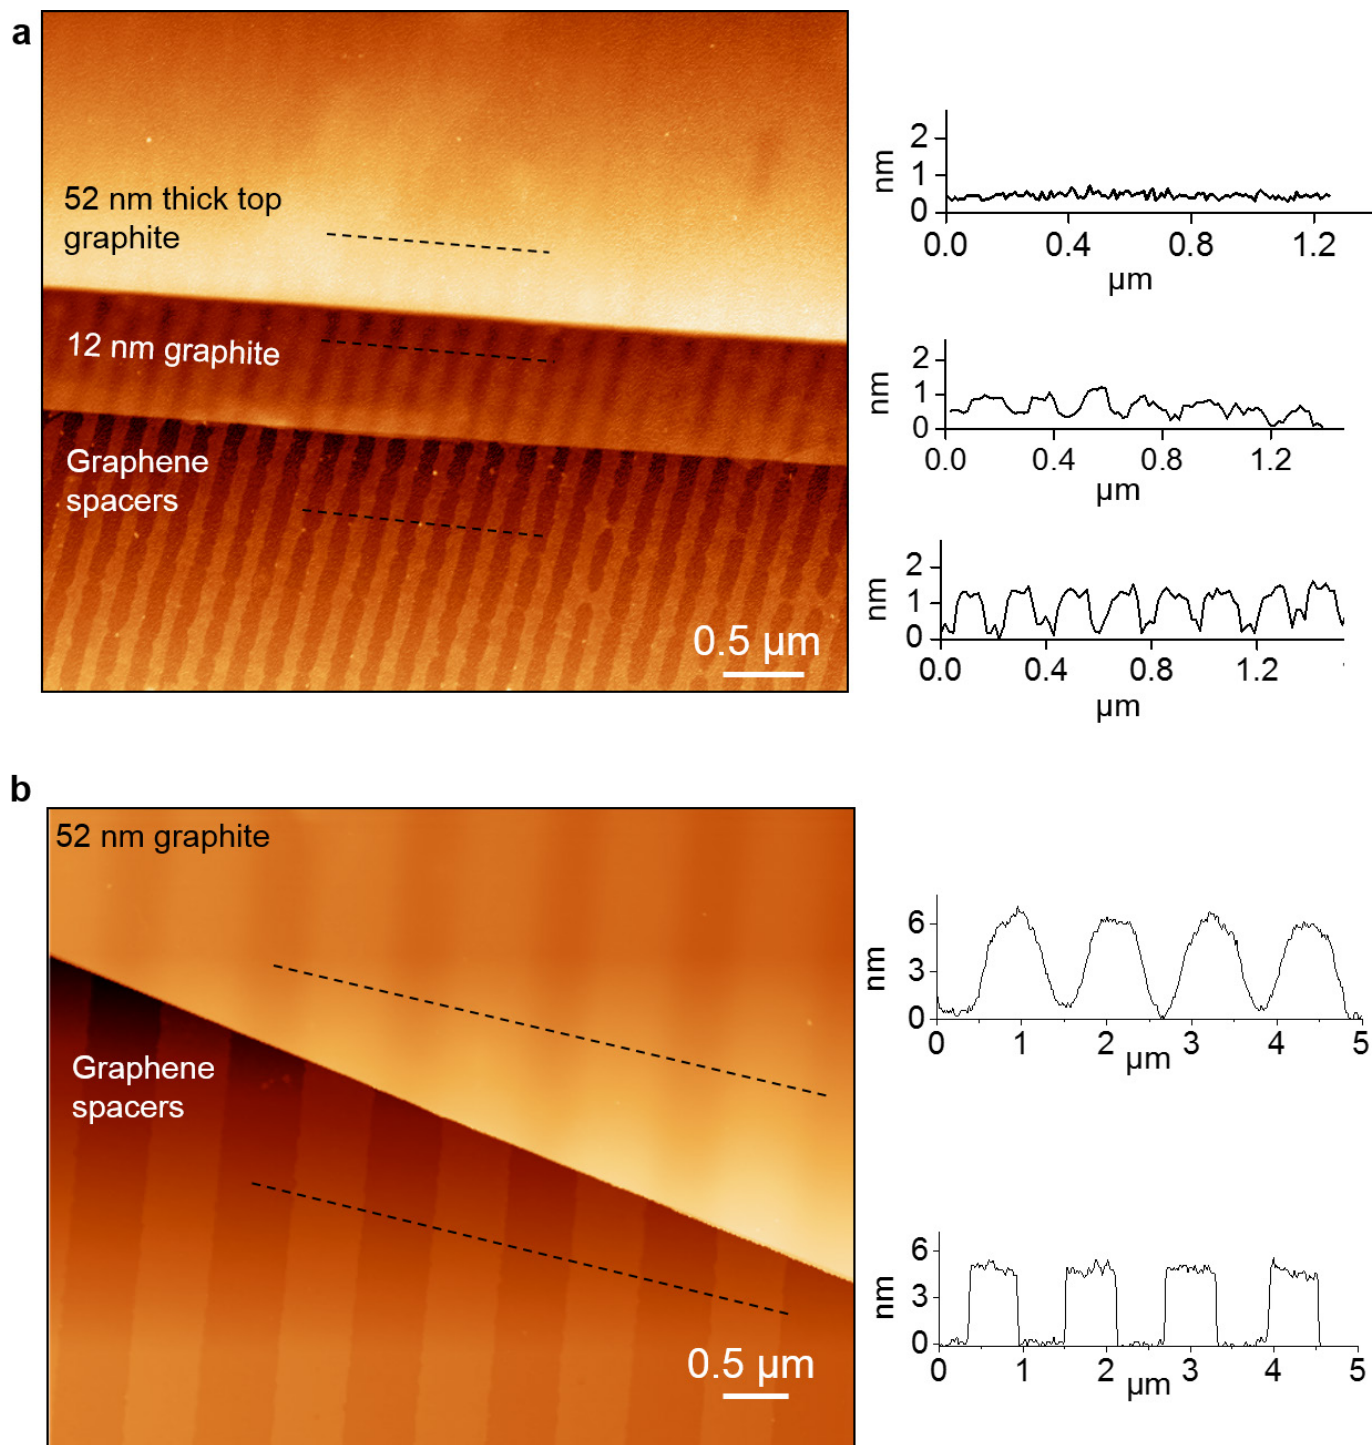 a
52 nm thick top
graphite
12 nm graphite
Graphene
spacers
0.5 µm
nm
2
1
0
0.0 0.4 0.8 1.2
µm
nm
2
1
0
0.0 0.4 0.8 1.2
µm
nm
2
1
0
0.0 0.4 0.8 1.2
µm
b
52 nm graphite
Graphene
spacers
0.5 µm
nm
6
3
0
0 1 2 3 4 5
µm
nm
6
3
0
0 1 2 3 4 5
µm